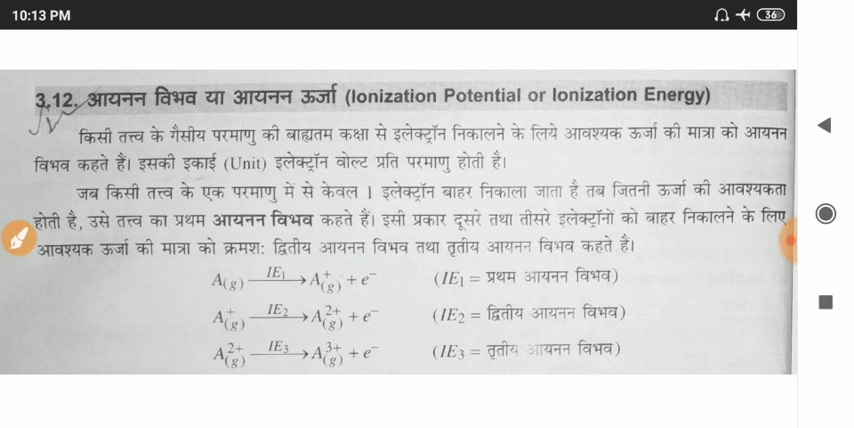 10:13 PM
36
3.12. आयनन विभव या आयनन ऊर्जा (Ionization Potential or Ionization Energy)
किसी तत्त्व के गैसीय परमाणु की बाह्यतम कक्षा से इलेक्ट्रॉन निकालने के लिये आवश्यक ऊर्जा की मात्रा को आयनन
विभव कहते हैं। इसकी इकाई (Unit) इलेक्ट्रॉन वोल्ट प्रति परमाणु होती है।
जब किसी तत्त्व के एक परमाणु में से केवल 1 इलेक्ट्रॉन बाहर निकाला जाता है तब जितनी ऊर्जा की आवश्यकता
होती है, उसे तत्त्व का प्रथम आयनन विभव कहते हैं। इसी प्रकार दूसरे तथा तीसरे इलेक्ट्रॉनों को बाहर निकालने के लिए
आवश्यक ऊर्जा की मात्रा को क्रमश: द्वितीय आयनन विभव तथा तृतीय आयनन विभव कहते हैं।
A(g) —IE₁→ A⁺(g) + e⁻ (IE₁ = प्रथम आयनन विभव)
A⁺(g) —IE₂→ A²⁺(g) + e⁻ (IE₂ = द्वितीय आयनन विभव)
A²⁺(g) —IE₃→ A³⁺(g) + e⁻ (IE₃ = तृतीय आयनन विभव)